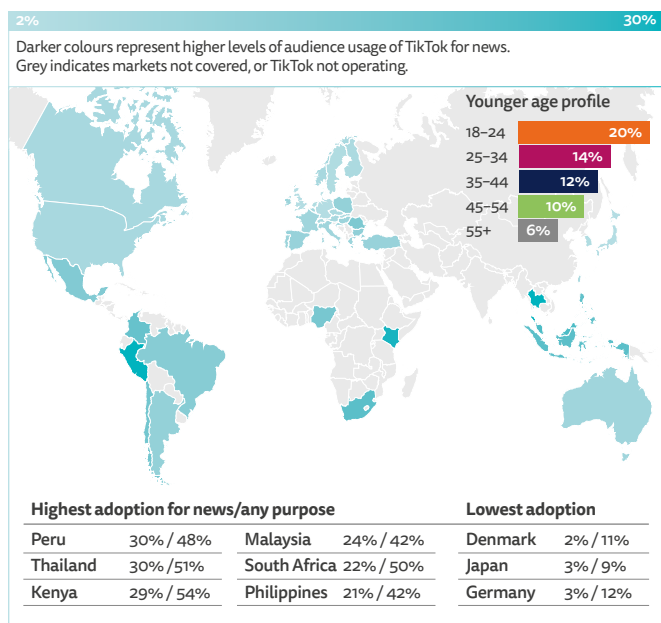 2% 30%
Darker colours represent higher levels of audience usage of TikTok for news.
Grey indicates markets not covered, or TikTok not operating.
Younger age profile
18–24 20%
25–34 14%
35–44 12%
45–54 10%
55+ 6%
Highest adoption for news/any purpose
Peru 30% / 48%
Thailand 30% /51%
Kenya 29% / 54%
Malaysia 24% / 42%
South Africa 22% / 50%
Philippines 21% / 42%
Lowest adoption
Denmark 2% / 11%
Japan 3% / 9%
Germany 3% / 12%